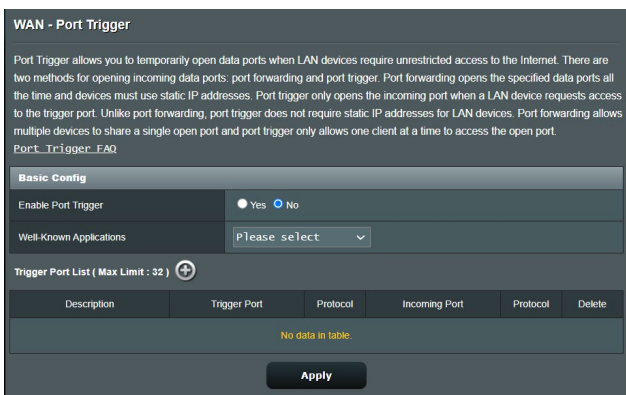 WAN - Port Trigger
Port Trigger allows you to temporarily open data ports when LAN devices require unrestricted access to the Internet. There are
two methods for opening incoming data ports: port forwarding and port trigger. Port forwarding opens the specified data ports all
the time and devices must use static IP addresses. Port trigger only opens the incoming port when a LAN device requests access
to the trigger port. Unlike port forwarding, port trigger does not require static IP addresses for LAN devices. Port forwarding allows
multiple devices to share a single open port and port trigger only allows one client at a time to access the open port.
Port Trigger FAQ
Basic Config
Enable Port Trigger Yes No
Well-Known Applications Please select
Trigger Port List ( Max Limit : 32 )
Description Trigger Port Protocol Incoming Port Protocol Delete
No data in table.
Apply